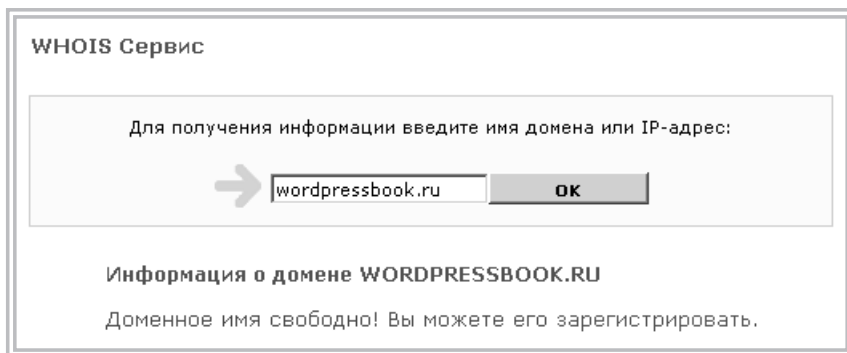 WHOIS Сервис
Для получения информации введите имя домена или IP-адрес:
wordpressbook.ru OK
Информация о домене WORDPRESSBOOK.RU
Доменное имя свободно! Вы можете его зарегистрировать.